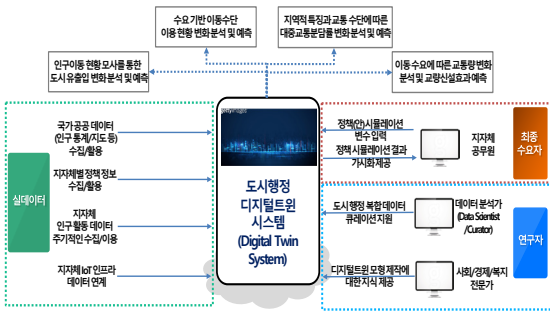 수요 기반 이동수단
이용 현황 변화 분석 및 예측
지역적 특징과 교통 수단에 따른
대중교통분담률 변화 분석 및 예측
인구이동 현황 모사를 통한
도시 유출입 변화 분석 및 예측
이동 수요에 따른 교통량 변화
분석 및 교량신설효과 예측
실데이터
국가 공공 데이터
(인구 통계/지도 등)
수집/활용
지자체별 정책 정보
수집/활용
지자체
인구 활동 데이터
주기적인 수집/이용
지자체 IoT 인프라
데이터 연계
도시행정
디지털트윈
시스템
(Digital Twin
System)
정책(안) 시뮬레이션
변수 입력
정책 시뮬레이션 결과
가시화 제공
지자체
공무원
최종
수요자
도시 행정 복합 데이터
큐레이션 지원
데이터 분석가
(Data Scientist
/Curator)
디지털트윈 모형 제작에
대한 지식 제공
사회/경제/복지
전문가
연구자